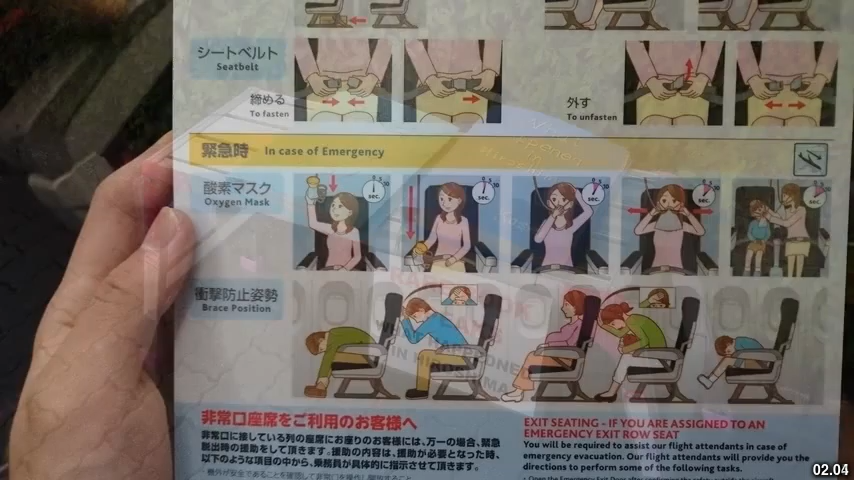 シートベルト
Seatbelt
締める
To fasten
外す
To unfasten
緊急時 In case of Emergency
酸素マスク
Oxygen Mask
sec.
sec.
sec.
sec.
sec.
衝撃防止姿勢
Brace Position
IN HIROSHIMA
非常口座席をご利用のお客様へ
非常口に接している列の座席にお座りのお客様には、万一の場合、緊急
脱出時の援助をして頂きます。援助の内容は、援助が必要となった時、
以下のような項目の中から、乗務員が具体的に指示させて頂きます。
EXIT SEATING - IF YOU ARE ASSIGNED TO AN
EMERGENCY EXIT ROW SEAT
You will be required to assist our flight attendants in case of
emergency evacuation. Our flight attendants will provide you the
directions to perform some of the following tasks.
02.04